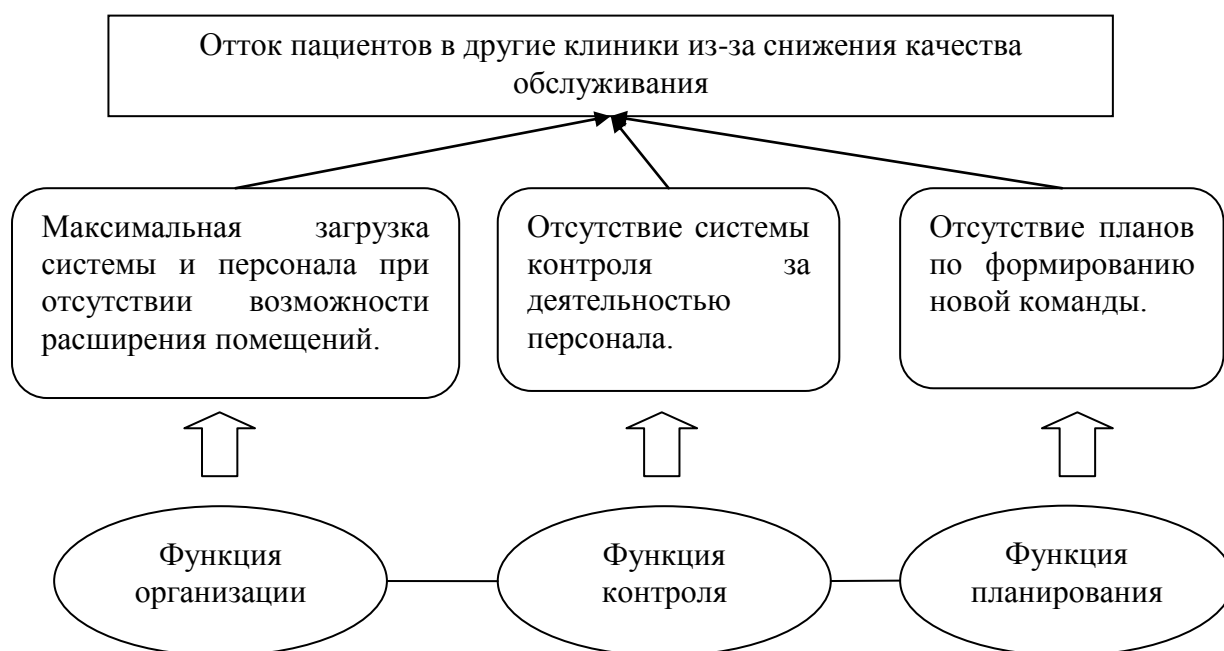 Отток пациентов в другие клиники из-за снижения качества
обслуживания
Максимальная загрузка
системы и персонала при
отсутствии возможности
расширения помещений.
Отсутствие системы
контроля за
деятельностью
персонала.
Отсутствие планов
по формированию
новой команды.
Функция
организации
Функция
контроля
Функция
планирования